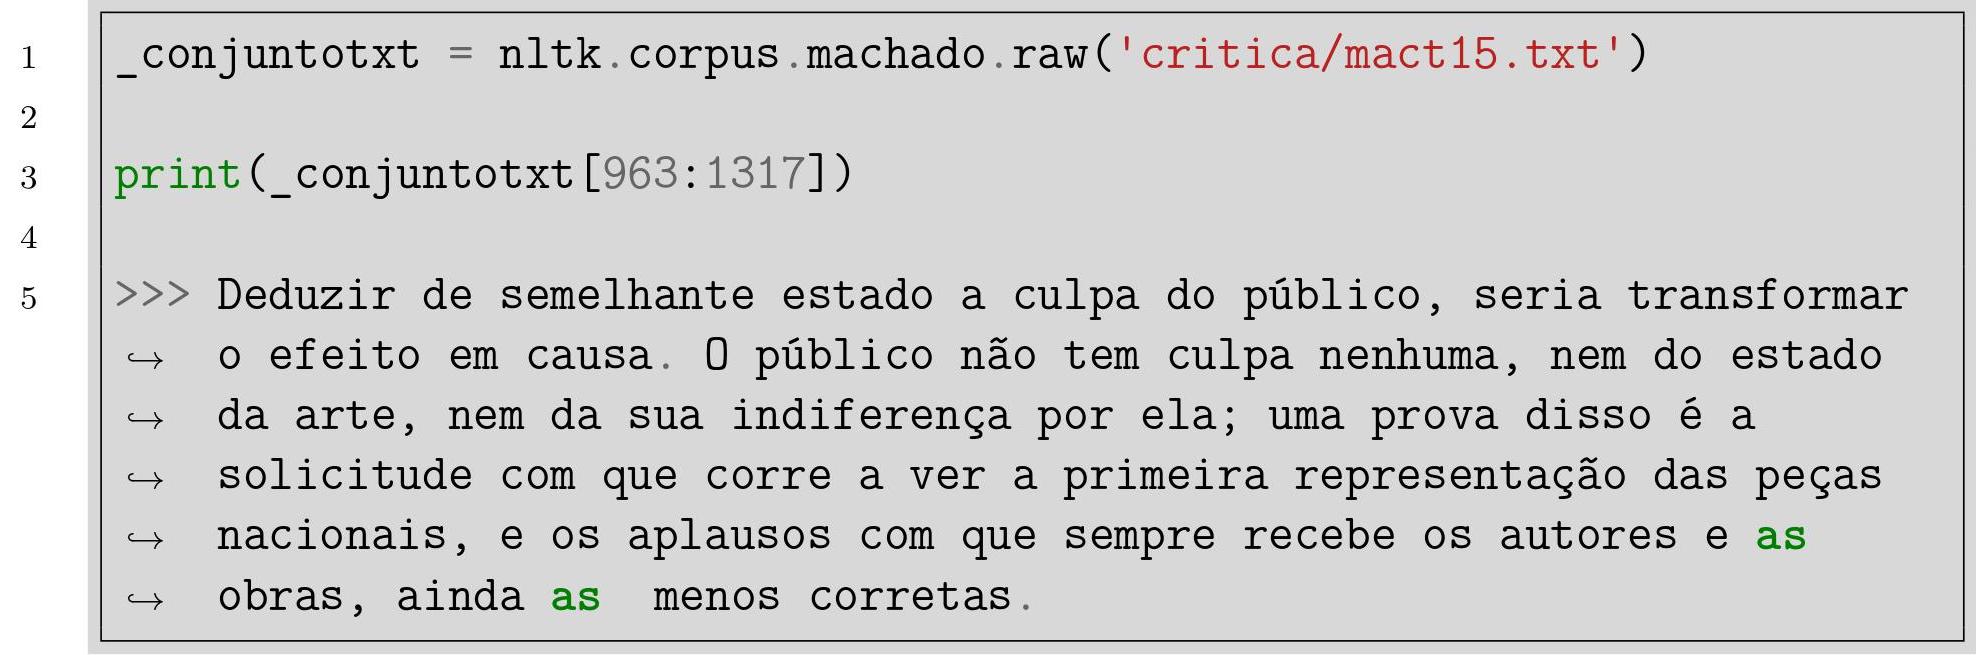 1 _conjuntotxt = nltk.corpus.machado.raw('critica/mact15.txt')
2
3 print(_conjuntotxt[963:1317])
4
5 >>> Deduzir de semelhante estado a culpa do público, seria transformar
↪ o efeito em causa. O público não tem culpa nenhuma, nem do estado
↪ da arte, nem da sua indiferença por ela; uma prova disso é a
↪ solicitude com que corre a ver a primeira representação das peças
↪ nacionais, e os aplausos com que sempre recebe os autores e as
↪ obras, ainda as  menos corretas.